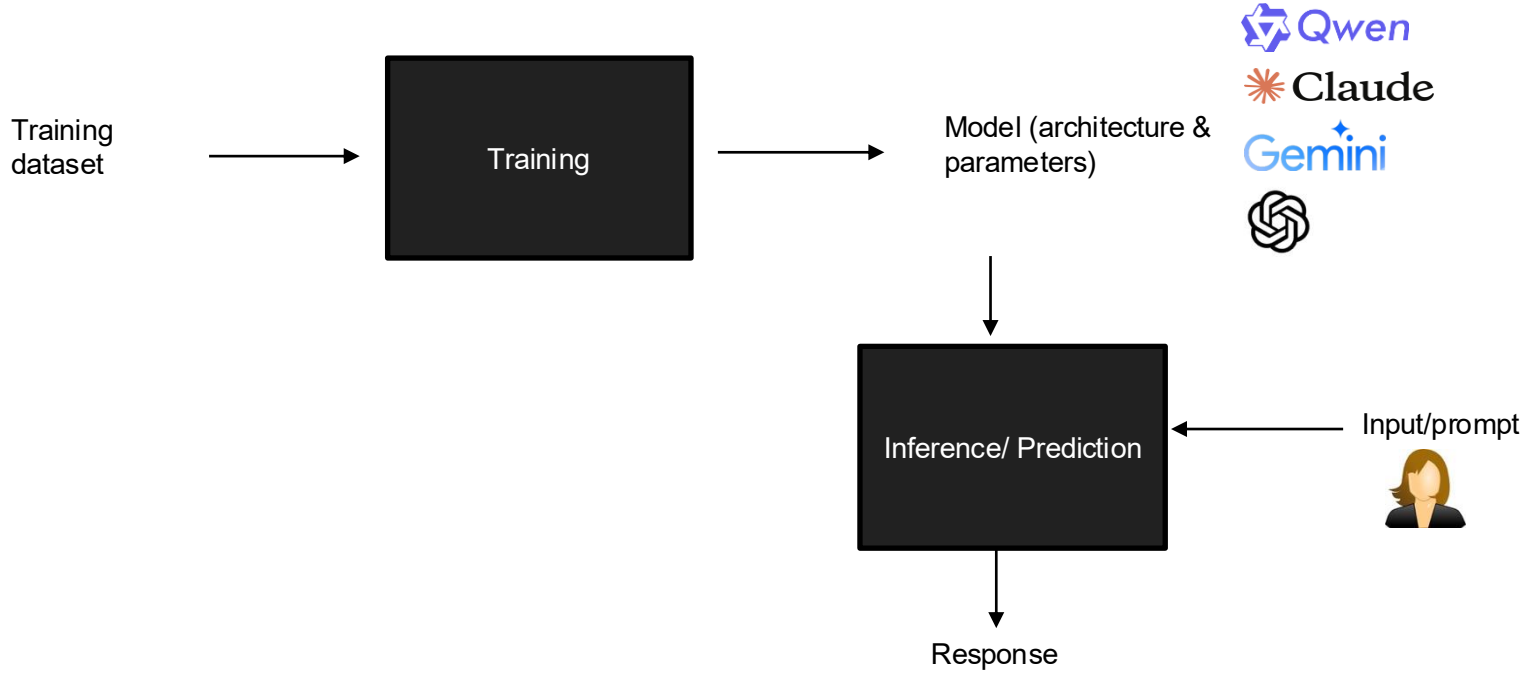 Qwen
Claude
Training
dataset
Training
Model (architecture &
parameters)
Gemini
Inference/ Prediction
Input/prompt
Response